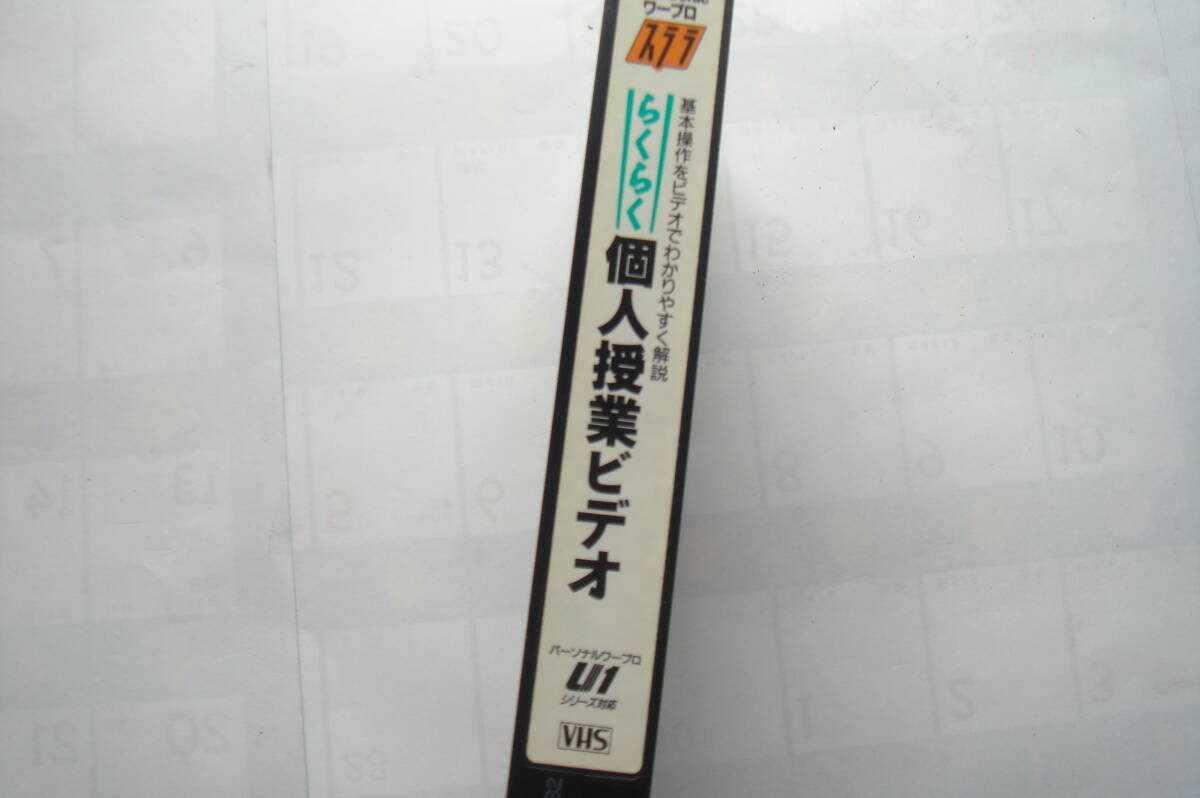 ワープロ
スララ
基本操作をビデオでわかりやすく解説
らくらく
個人授業ビデオ
パーソナルワープロ
U1
シリーズ対応
VHS